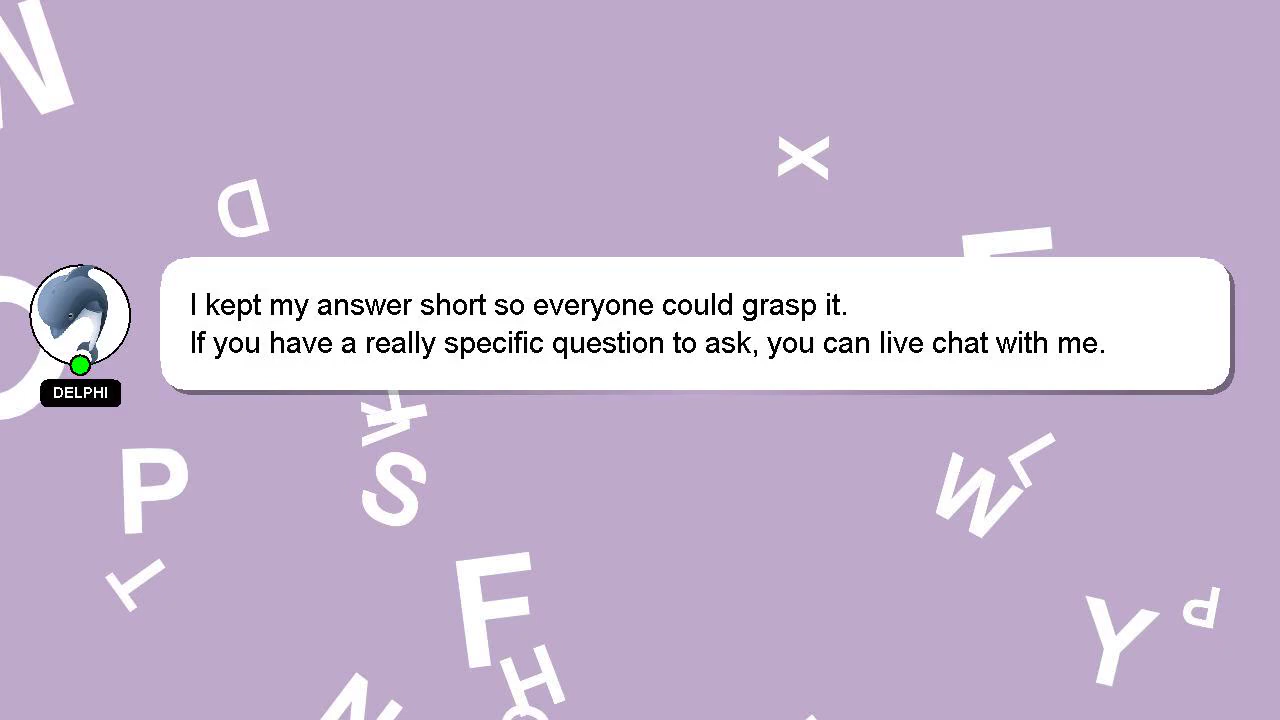 N
D
X
I kept my answer short so everyone could grasp it.
If you have a really specific question to ask, you can live chat with me.
DELPHI
P
S
W
L
T
F
H
Y
P
N